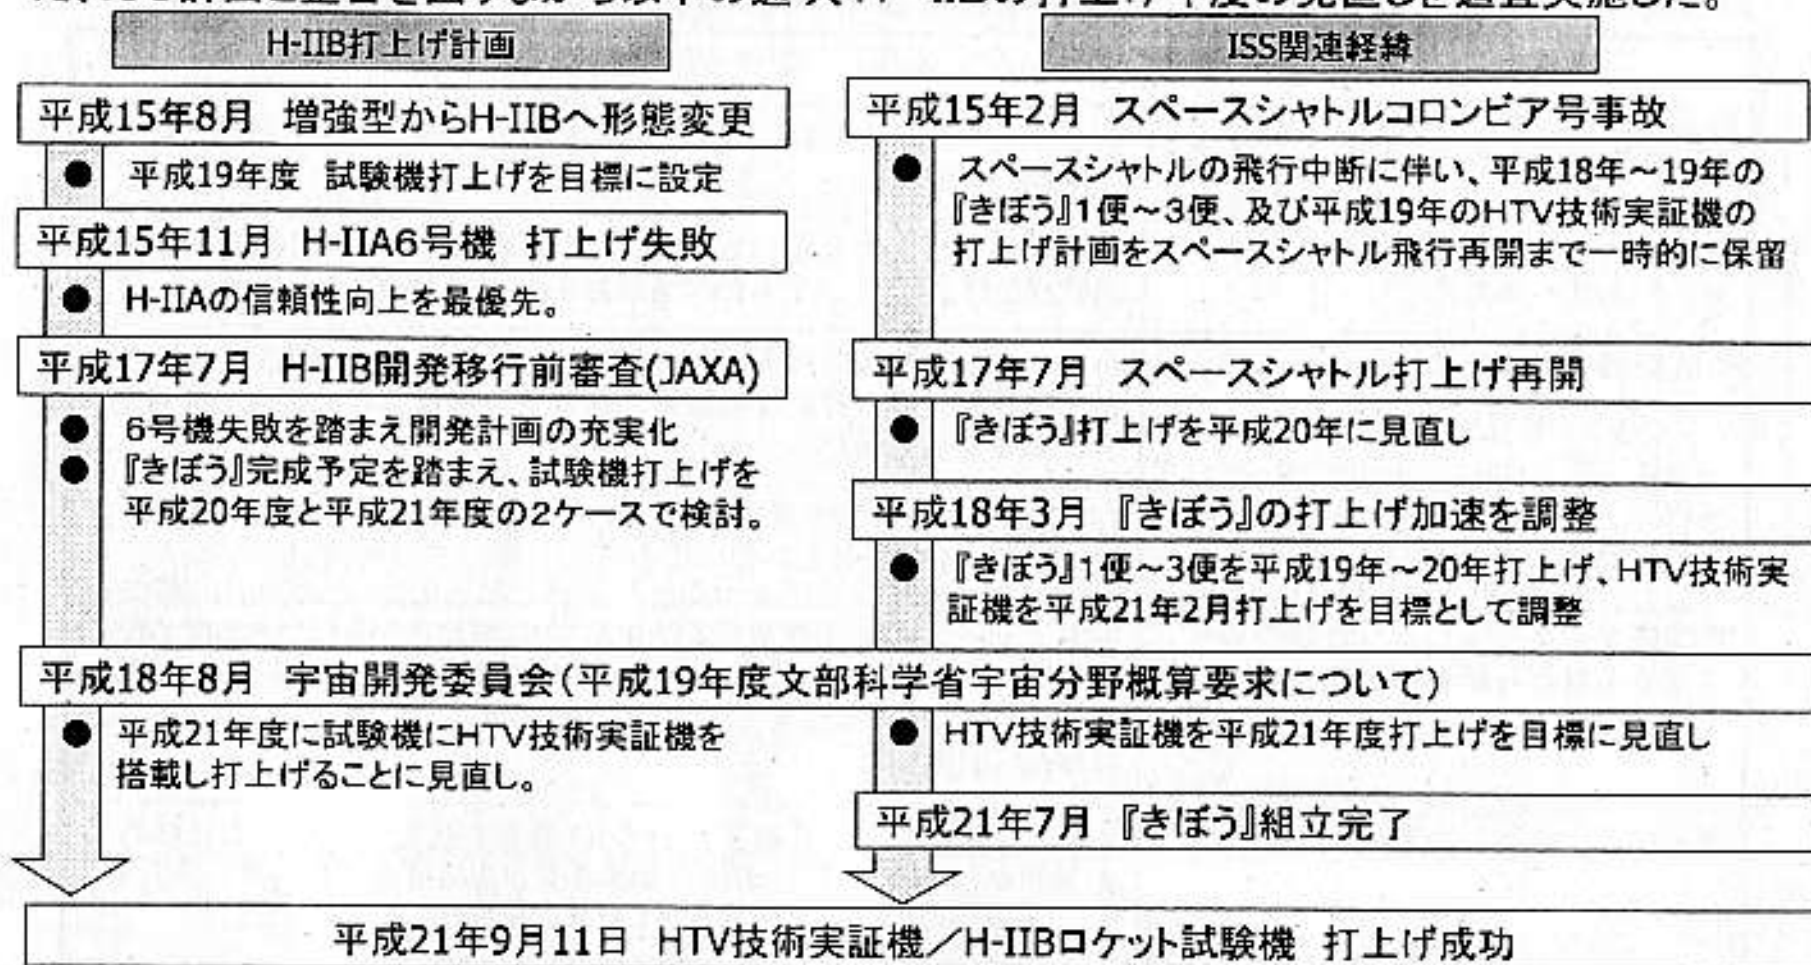 H-IIB打上げ計画
平成15年8月 増強型からH-IIBへ形態変更
● 平成19年度 試験機打上げを目標に設定
平成15年11月 H-IIA6号機 打上げ失敗
● H-IIAの信頼性向上を最優先。
平成17年7月 H-IIB開発移行前審査(JAXA)
● 6号機失敗を踏まえ開発計画の充実化
● 『きぼう』完成予定を踏まえ、試験機打上げを
平成20年度と平成21年度の2ケースで検討。
ISS関連経緯
平成15年2月 スペースシャトルコロンビア号事故
● スペースシャトルの飛行中断に伴い、平成18年～19年の
『きぼう』1便～3便、及び平成19年のHTV技術実証機の
打上げ計画をスペースシャトル飛行再開まで一時的に保留
平成17年7月 スペースシャトル打上げ再開
● 『きぼう』打上げを平成20年に見直し
平成18年3月 『きぼう』の打上げ加速を調整
● 『きぼう』1便～3便を平成19年～20年打上げ、HTV技術実
証機を平成21年2月打上げを目標として調整
平成18年8月 宇宙開発委員会(平成19年度文部科学省宇宙分野概算要求について)
● 平成21年度に試験機にHTV技術実証機を
搭載し打上げることに見直し。
● HTV技術実証機を平成21年度打上げを目標に見直し
平成21年7月 『きぼう』組立完了
平成21年9月11日 HTV技術実証機／H-IIBロケット試験機 打上げ成功